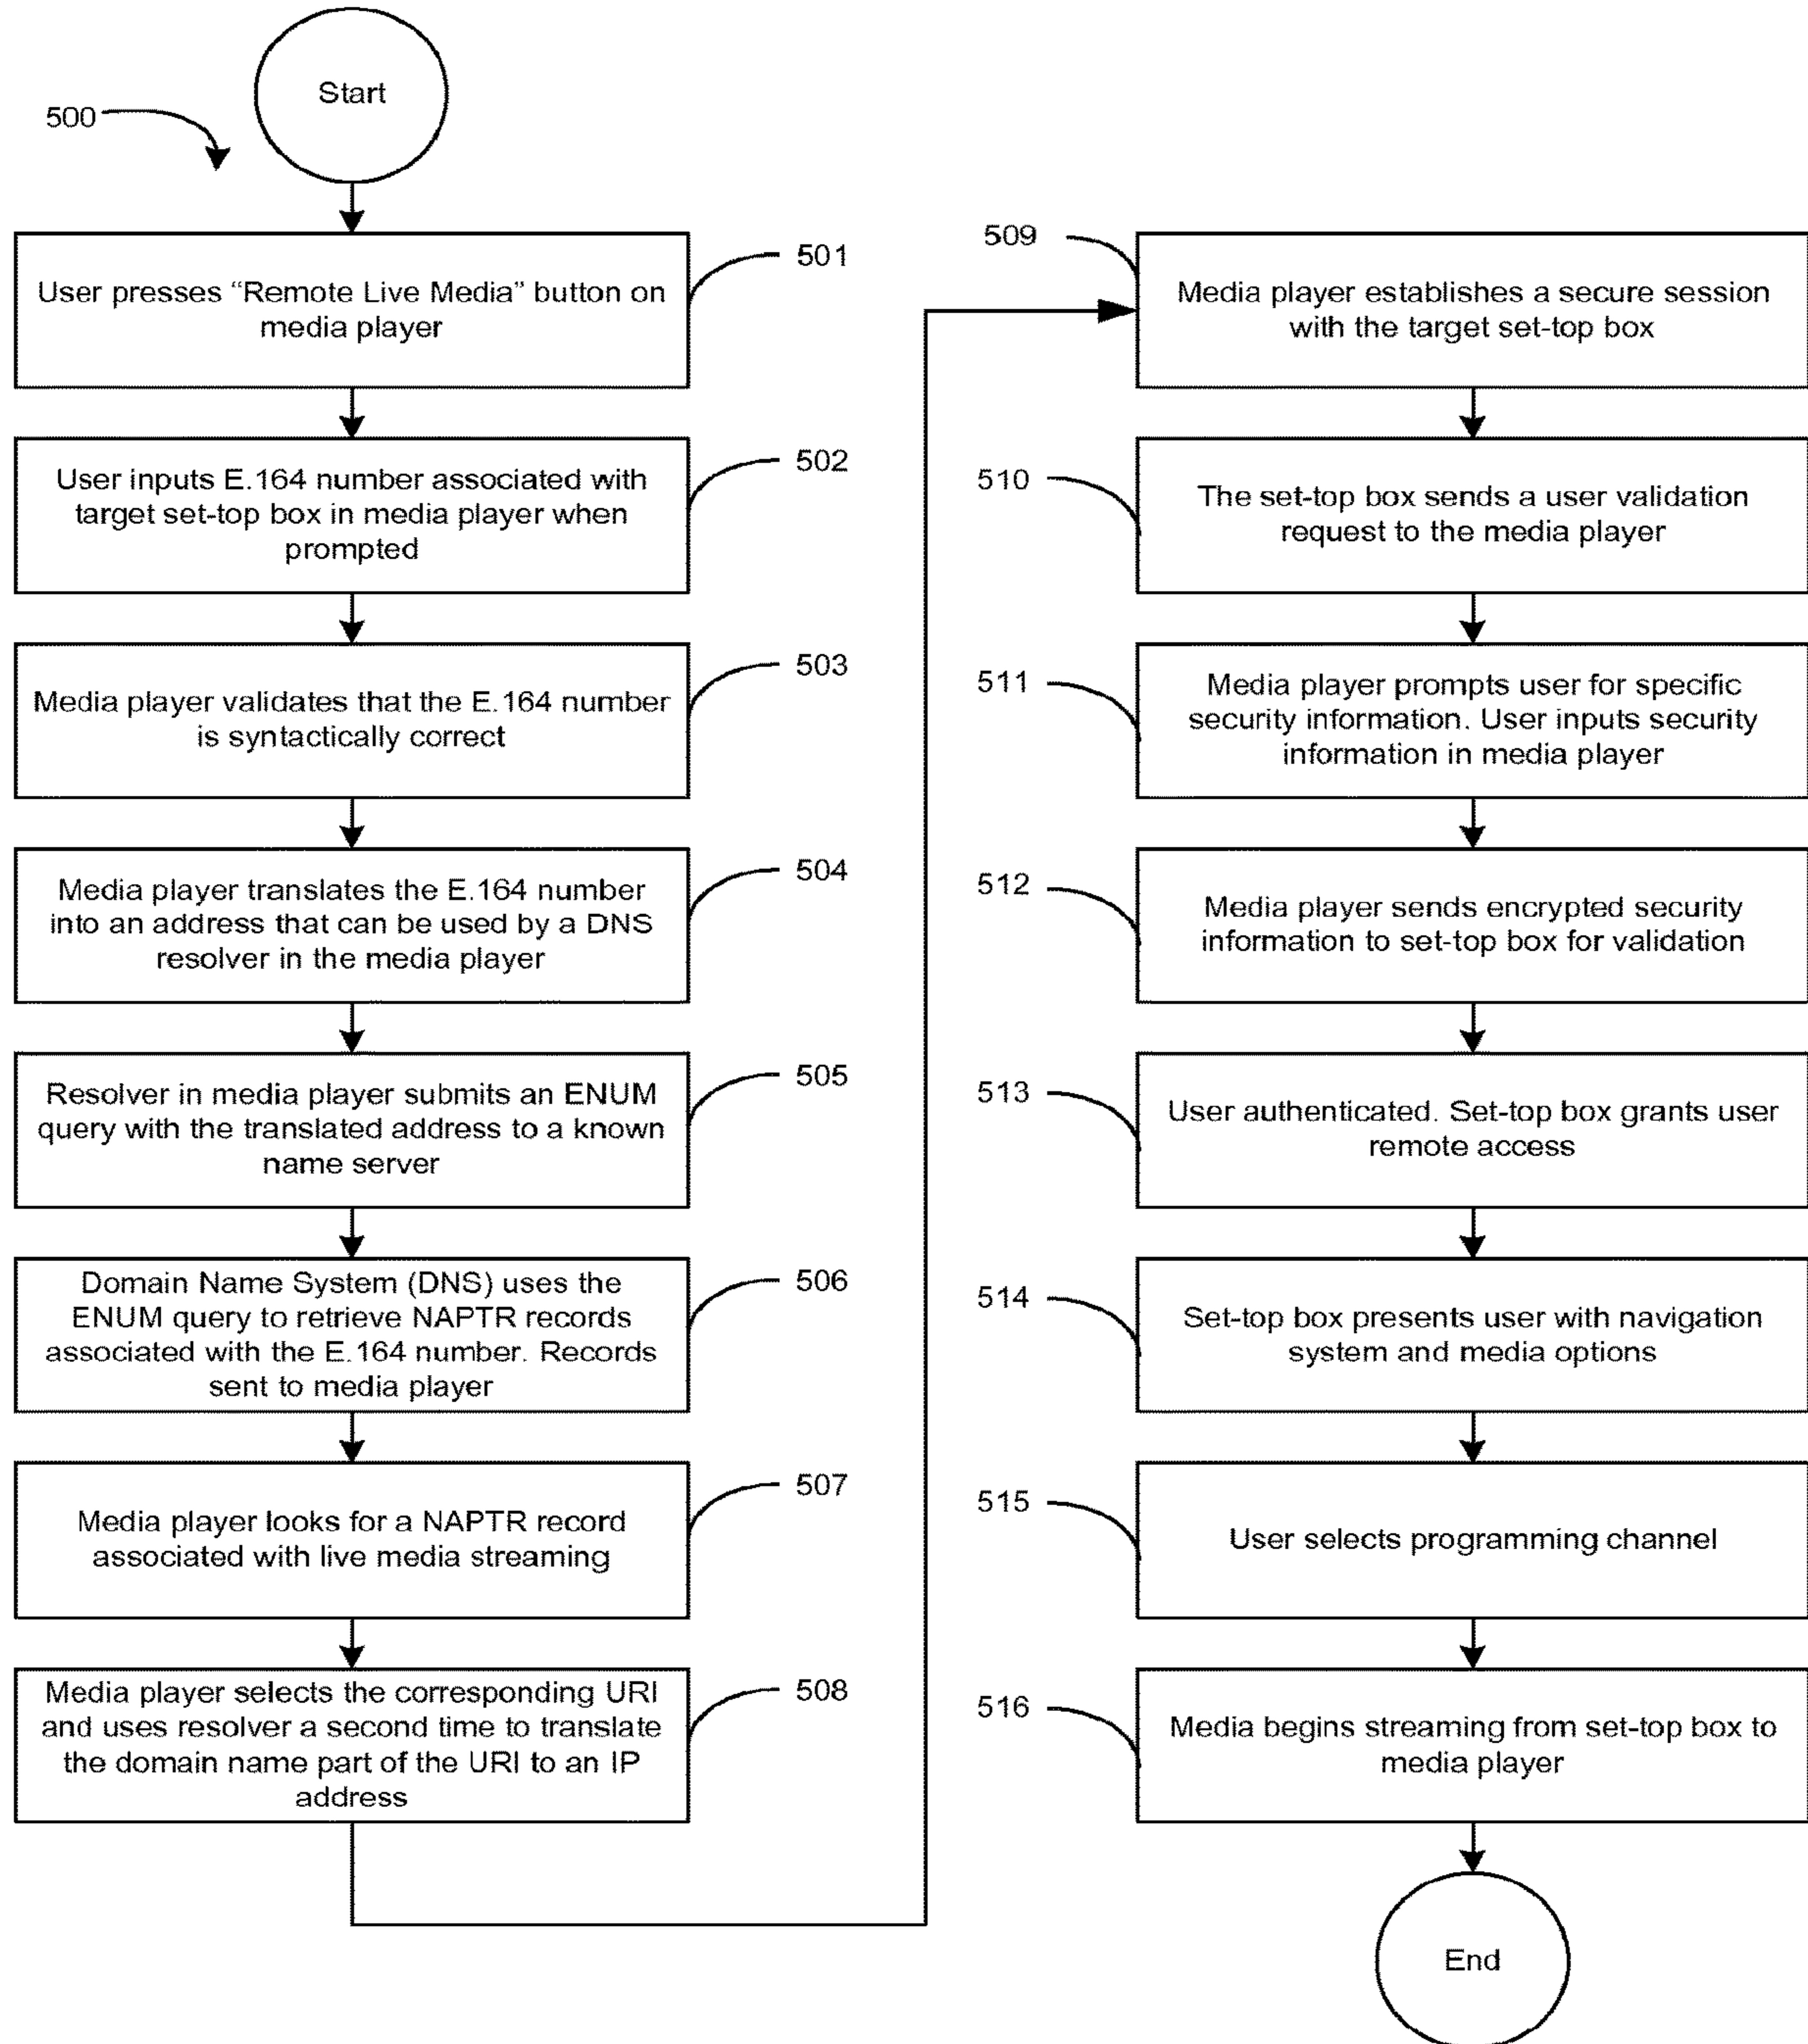 Start
500
User presses “Remote Live Media” button on
media player
501
User inputs E.164 number associated with
target set-top box in media player when
prompted
502
Media player validates that the E.164 number
is syntactically correct
503
Media player translates the E.164 number
into an address that can be used by a DNS
resolver in the media player
504
Resolver in media player submits an ENUM
query with the translated address to a known
name server
505
Domain Name System (DNS) uses the
ENUM query to retrieve NAPTR records
associated with the E.164 number. Records
sent to media player
506
Media player looks for a NAPTR record
associated with live media streaming
507
Media player selects the corresponding URI
and uses resolver a second time to translate
the domain name part of the URI to an IP
address
508
509
Media player establishes a secure session
with the target set-top box
510
The set-top box sends a user validation
request to the media player
511
Media player prompts user for specific
security information. User inputs security
information in media player
512
Media player sends encrypted security
information to set-top box for validation
513
User authenticated. Set-top box grants user
remote access
514
Set-top box presents user with navigation
system and media options
515
User selects programming channel
516
Media begins streaming from set-top box to
media player
End